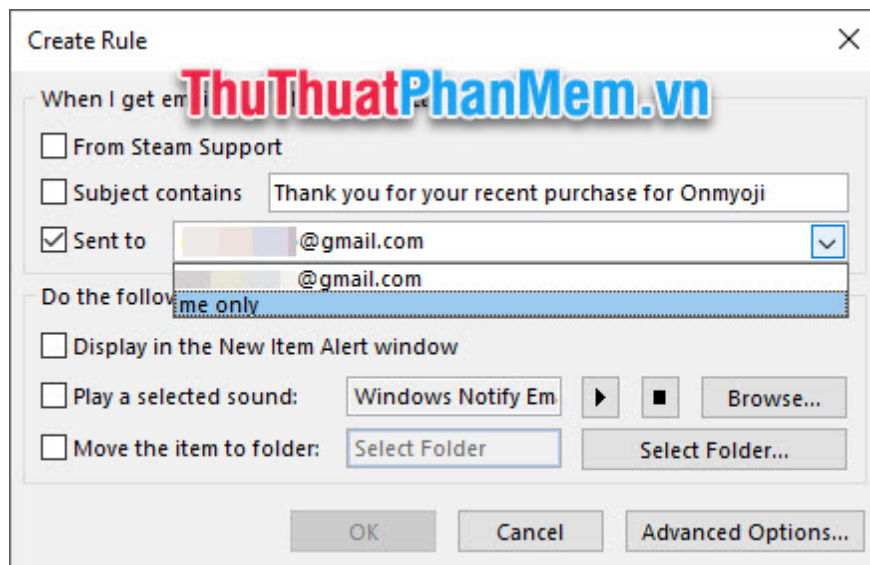 Create Rule
ThuThuatPhanMem.vn
When I get em
From Steam Support
Subject contains Thank you for your recent purchase for Onmyoji
Sent to @gmail.com
@gmail.com
Do the follow
me only
Display in the New Item Alert window
Play a selected sound: Windows Notify Em Browse...
Move the item to folder: Select Folder Select Folder...
OK Cancel Advanced Options...